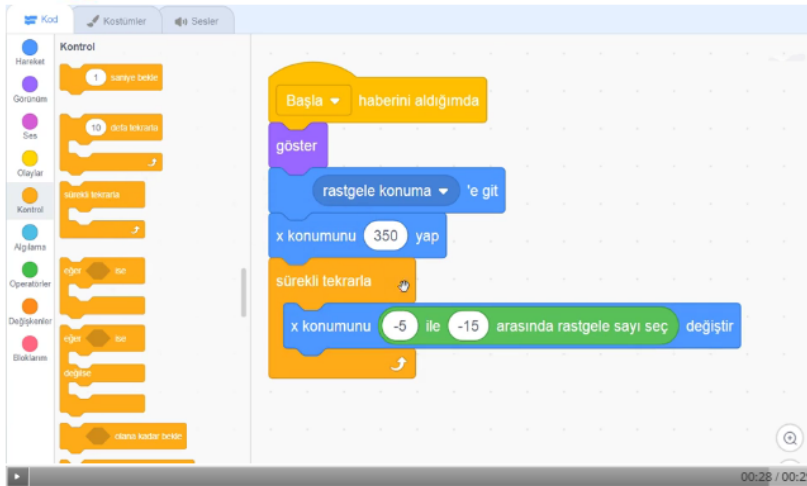 Kod Kostümler Sesler
Hareket
Görünüm
Ses
Olaylar
Kontrol
Algılama
Operatörler
Değişkenler
Bloklarım
Kontrol
1 saniye bekle
10 defa tekrarla
sürekli tekrarla
eğer ise
eğer ise
değilse
olana kadar bekle
Başla haberini aldığımda
göster
rastgele konuma 'e git
x konumunu 350 yap
sürekli tekrarla
x konumunu -5 ile -15 arasında rastgele sayı seç değiştir
00:28 / 00:2